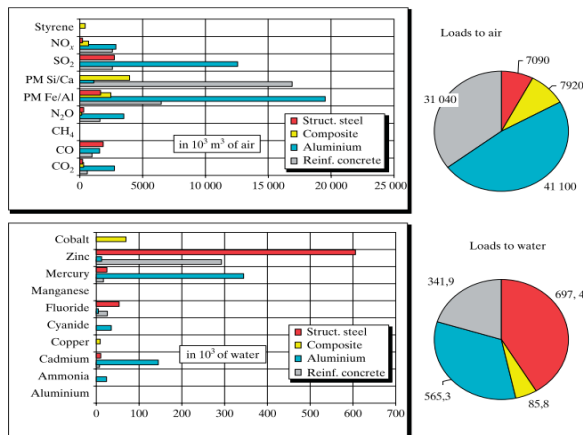 Styrene
NOx
SO2
PM Si/Ca
PM Fe/Al
N2O
CH4
CO
CO2
in 10³ m³ of air
Struct. steel
Composite
Aluminium
Reinf. concrete
0 5000 10 000 15 000 20 000 25 000
Loads to air
7090
7920
31 040
41 100
Cobalt
Zinc
Mercury
Manganese
Fluoride
Cyanide
Copper
Cadmium
Ammonia
Aluminium
in 10³ of water
Struct. steel
Composite
Aluminium
Reinf. concrete
0 100 200 300 400 500 600 700
Loads to water
341,9
697, 4
565,3
85,8